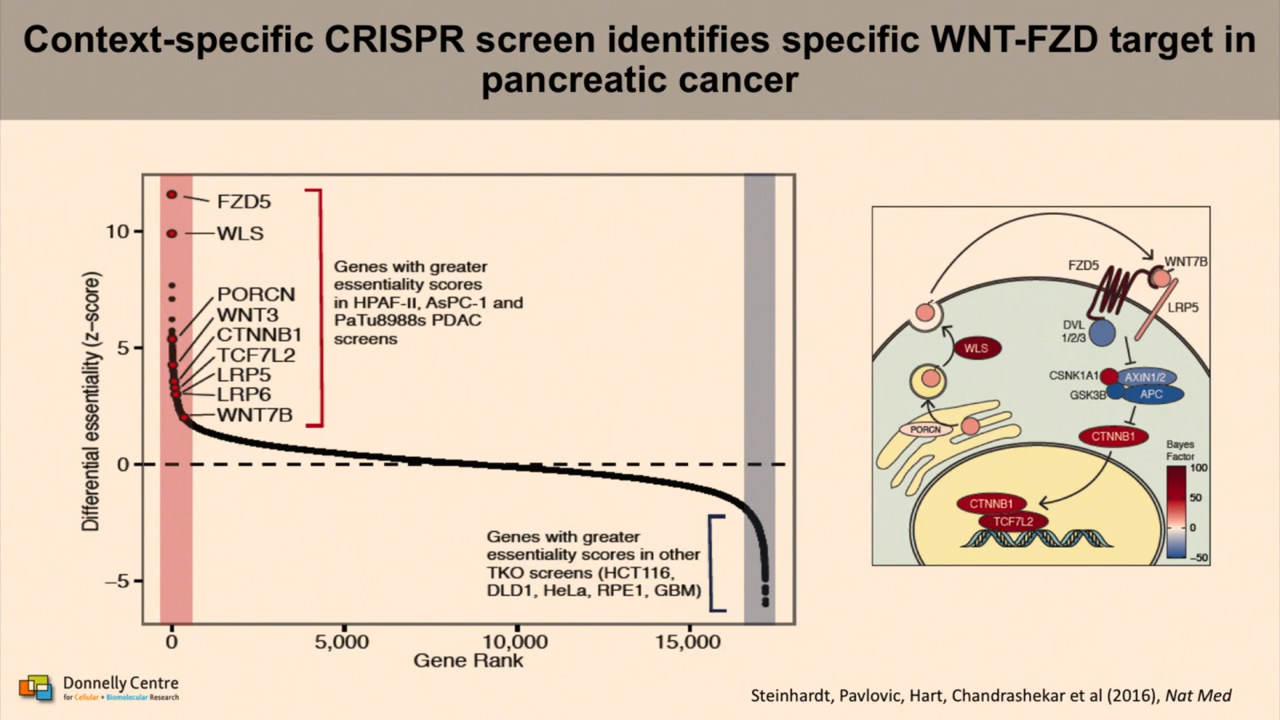 Context-specific CRISPR screen identifies specific WNT-FZD target in
pancreatic cancer
Differential essentiality (z–score)
10
5
0
–5
FZD5
WLS
PORCN
WNT3
CTNNB1
TCF7L2
LRP5
LRP6
WNT7B
Genes with greater
essentiality scores
in HPAF-II, AsPC-1 and
PaTu8988s PDAC
screens
Genes with greater
essentiality scores in other
TKO screens (HCT116,
DLD1, HeLa, RPE1, GBM)
0
5,000
10,000
15,000
Gene Rank
FZD5
WNT7B
LRP5
DVL
1/2/3
WLS
CSNK1A1
AXIN1/2
GSK3B
APC
PORCN
CTNNB1
Bayes
Factor
100
50
0
–50
CTNNB1
TCF7L2
Donnelly Centre
for Cellular + Biomolecular Research
Steinhardt, Pavlovic, Hart, Chandrashekar et al (2016), Nat Med